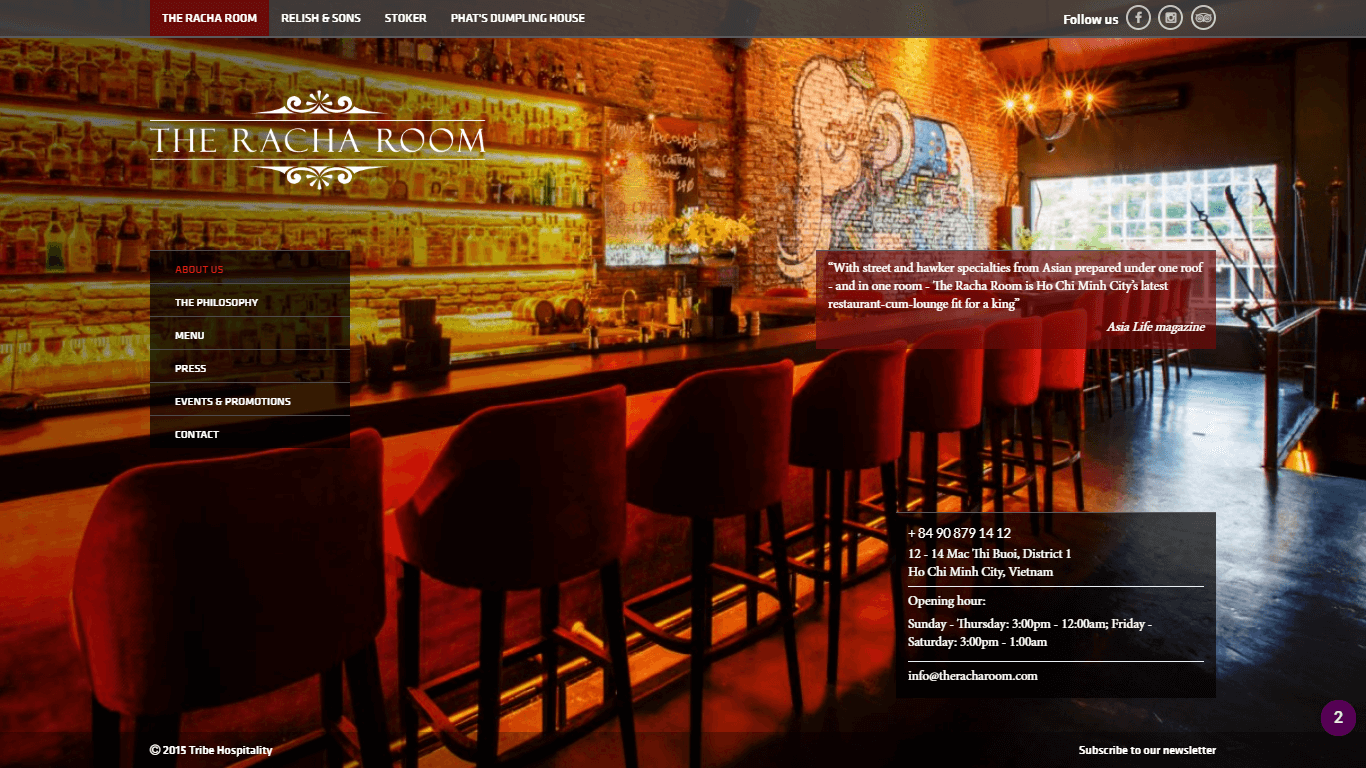 THE RACHA ROOM RELISH & SONS STOKER PHAT'S DUMPLING HOUSE Follow us
THE RACHA ROOM
ABOUT US
THE PHILOSOPHY
MENU
PRESS
EVENTS & PROMOTIONS
CONTACT
“With street and hawker specialties from Asian prepared under one roof
- and in one room - The Racha Room is Ho Chi Minh City’s latest
restaurant-cum-lounge fit for a king”
Asia Life magazine
+ 84 90 879 14 12
12 - 14 Mac Thi Buoi, District 1
Ho Chi Minh City, Vietnam
Opening hour:
Sunday - Thursday: 3:00pm - 12:00am; Friday -
Saturday: 3:00pm - 1:00am
info@theracharoom.com
2
© 2015 Tribe Hospitality Subscribe to our newsletter